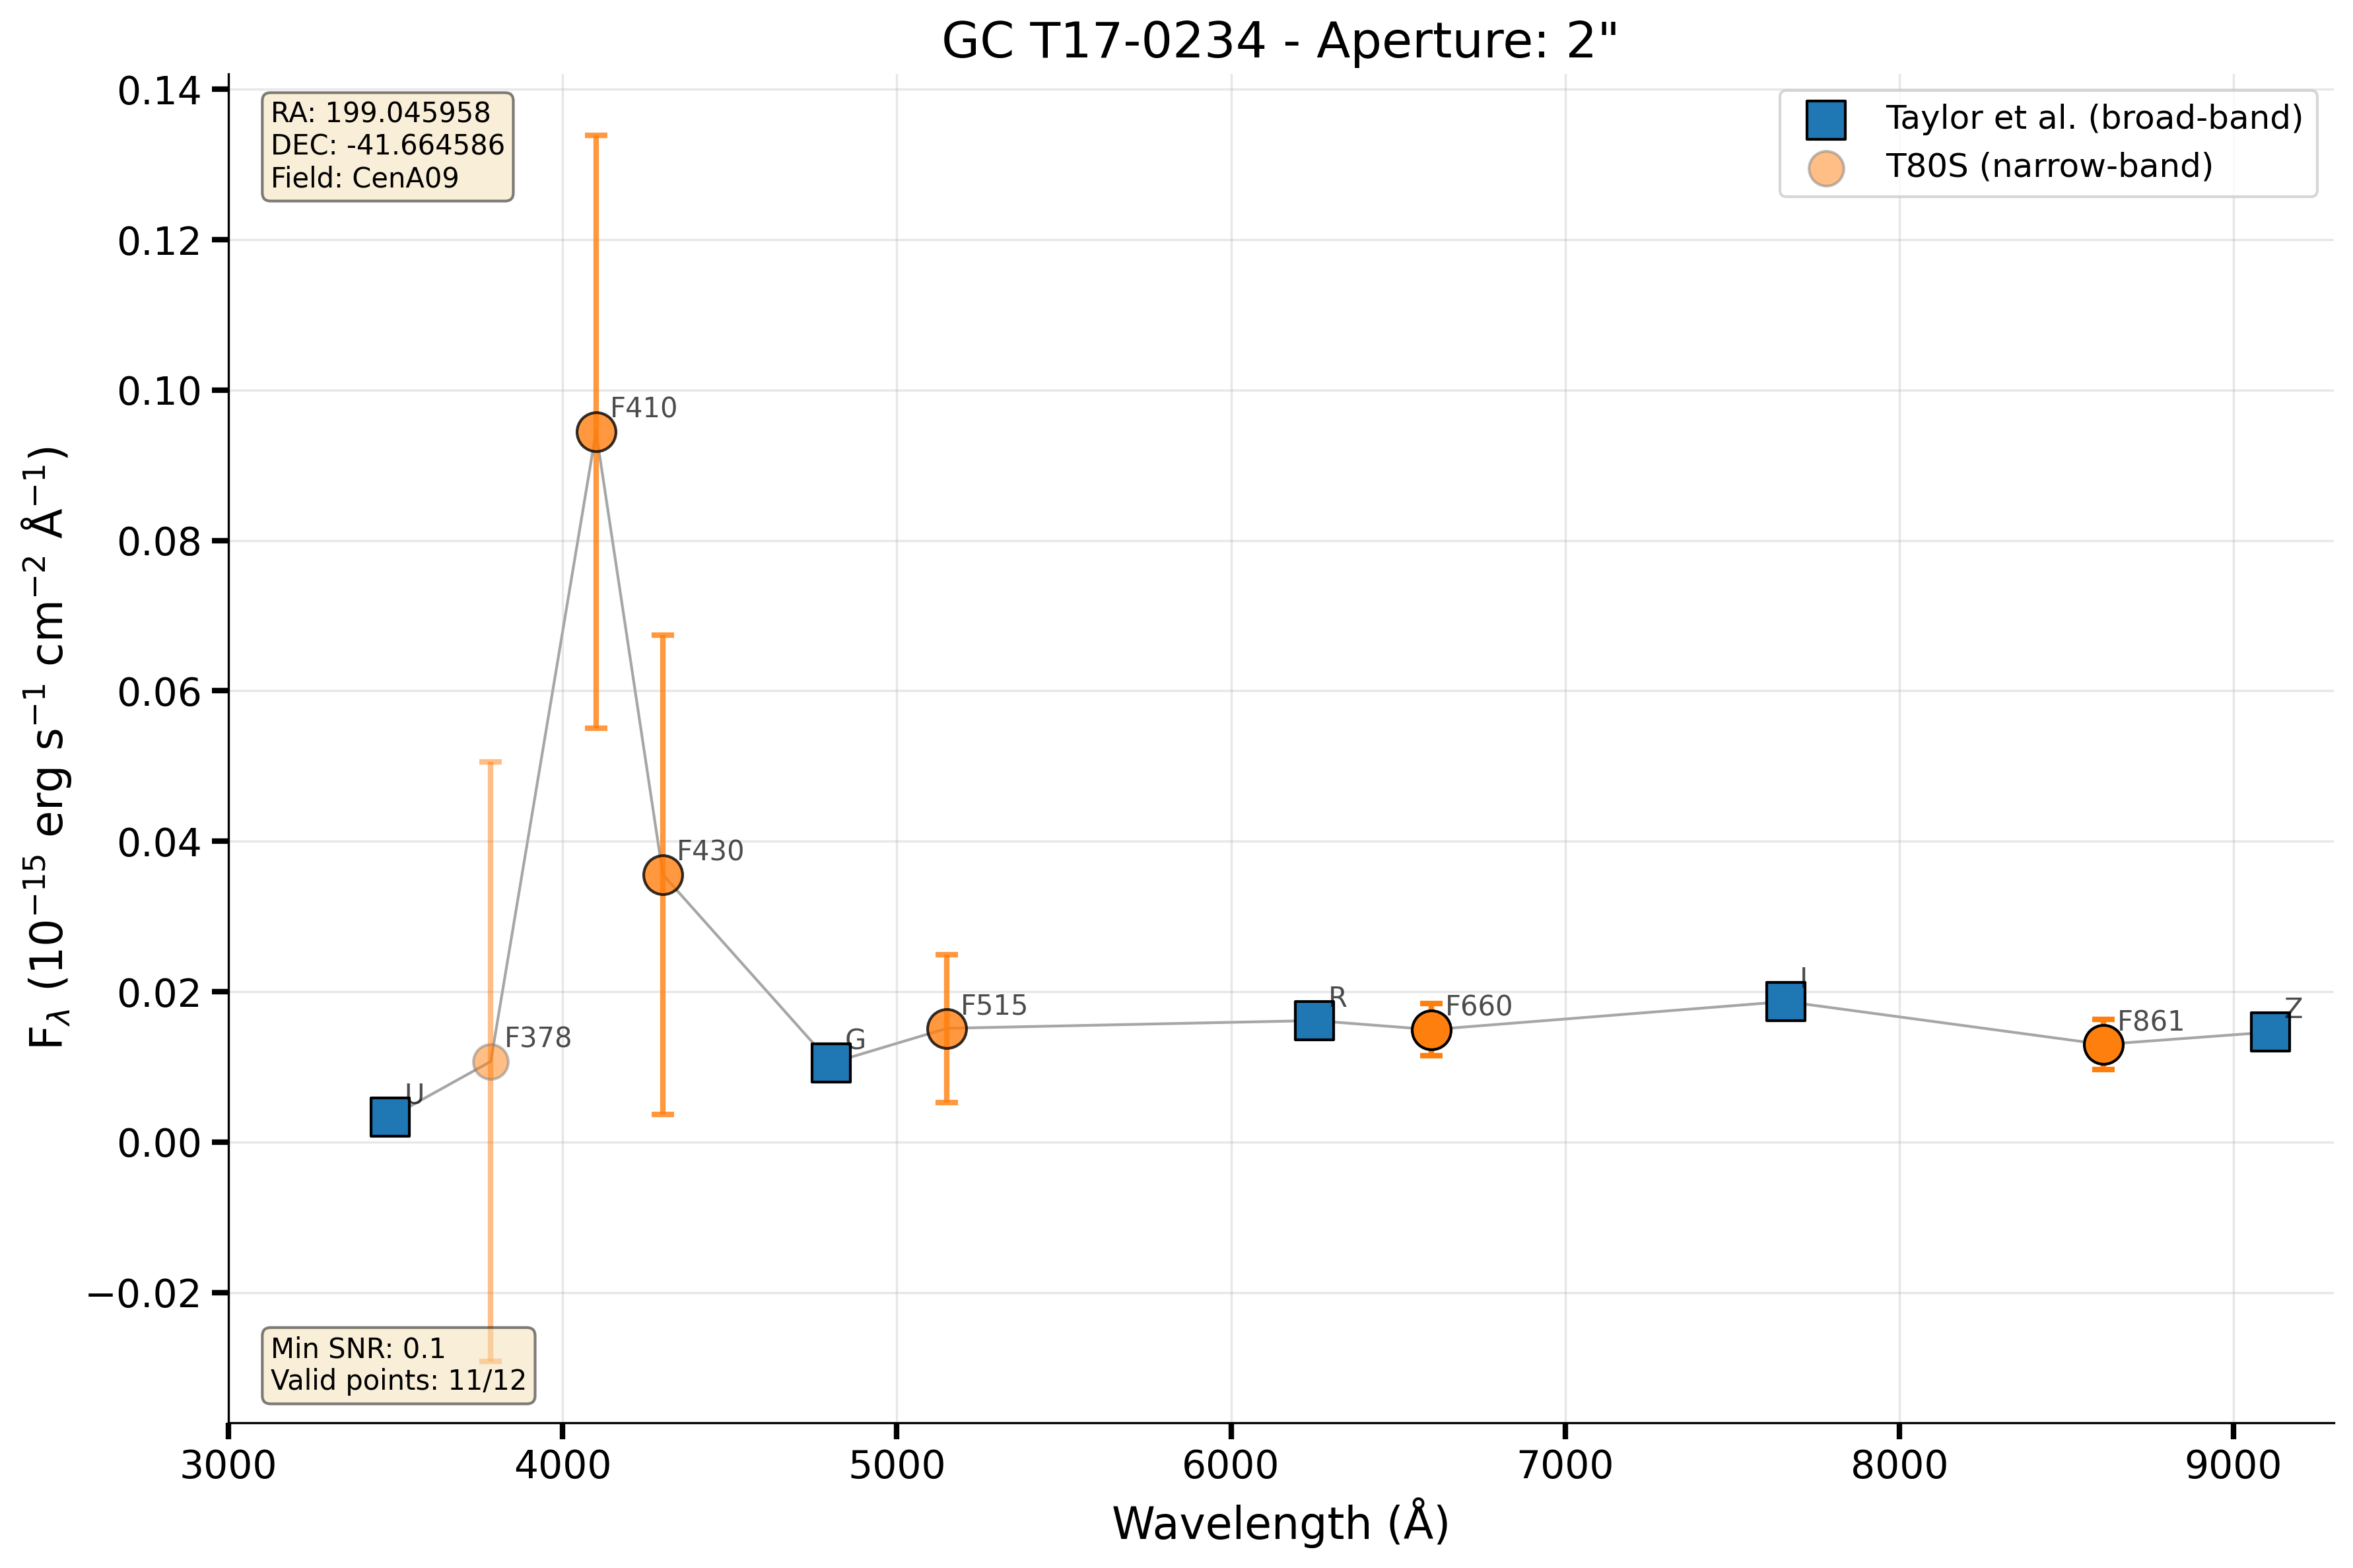 GC T17-0234 - Aperture: 2"
RA: 199.045958
DEC: -41.664586
Field: CenA09
Taylor et al. (broad-band)
T80S (narrow-band)
0.14
0.12
0.10
0.08
0.06
0.04
0.02
0.00
−0.02
F$_\lambda$ (10$^{-15}$ erg s$^{-1}$ cm$^{-2}$ Å$^{-1}$)
F410
F430
F378
U
G
F515
R
F660
I
F861
Z
Min SNR: 0.1
Valid points: 11/12
3000 4000 5000 6000 7000 8000 9000
Wavelength (Å)